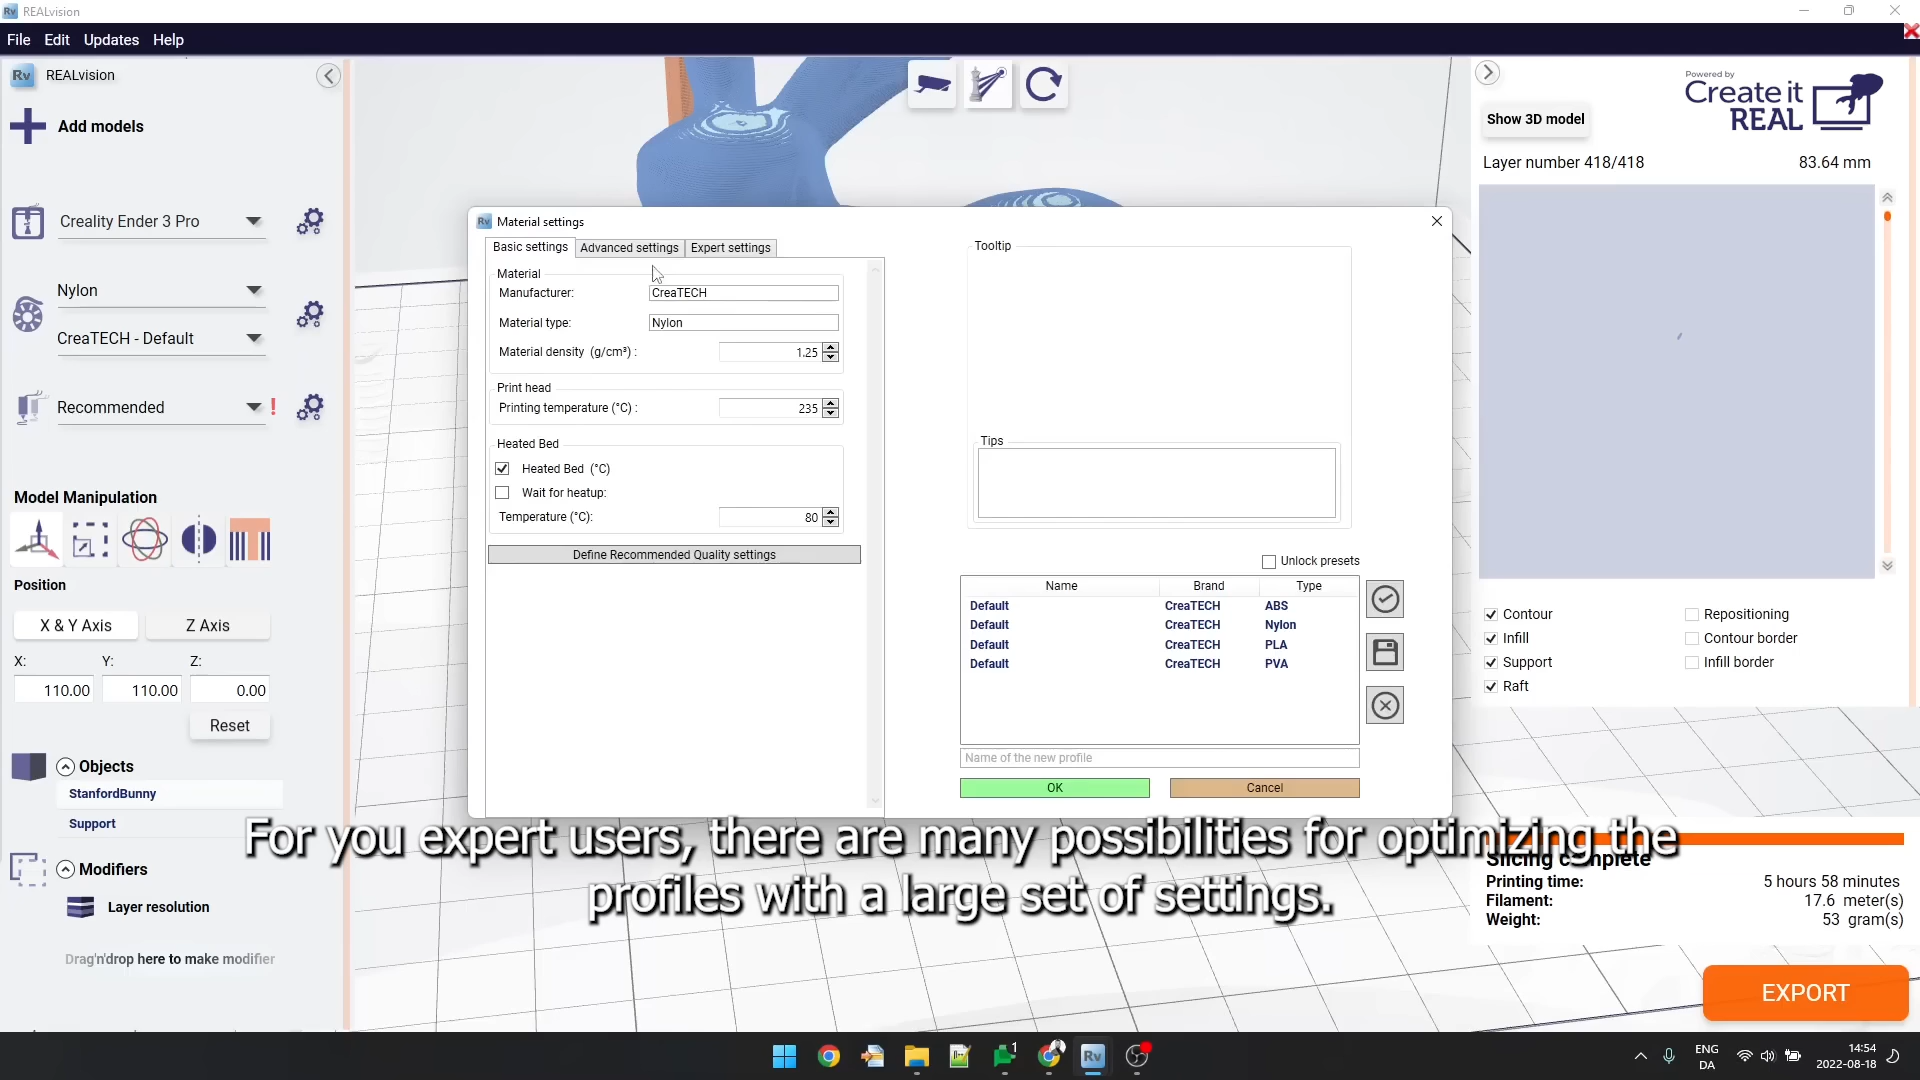 Rv REALvision
File Edit Updates Help
Rv REALvision
Add models
Creality Ender 3 Pro
Nylon
CreaTECH - Default
Recommended !
Model Manipulation
Position
X & Y Axis Z Axis
X: Y: Z:
110.00 110.00 0.00
Reset
Objects
StanfordBunny
Support
Modifiers
Layer resolution
Drag'n'drop here to make modifier
Rv Material settings
Basic settings Advanced settings Expert settings
Material
Manufacturer: CreaTECH
Material type: Nylon
Material density (g/cm³) : 1.25
Print head
Printing temperature (°C) : 235
Heated Bed
Heated Bed (°C)
Wait for heatup:
Temperature (°C): 80
Define Recommended Quality settings
Tooltip
Tips
Unlock presets
Name Brand Type
Default CreaTECH ABS
Default CreaTECH Nylon
Default CreaTECH PLA
Default CreaTECH PVA
Name of the new profile
OK Cancel
Powered by
Create it
REAL
Show 3D model
Layer number 418/418 83.64 mm
Contour Repositioning
Infill Contour border
Support Infill border
Raft
For you expert users, there are many possibilities for optimizing the
profiles with a large set of settings.
Slicing complete
Printing time: 5 hours 58 minutes
Filament: 17.6 meter(s)
Weight: 53 gram(s)
EXPORT
1
Rv
ENG
DA
14:54
2022-08-18